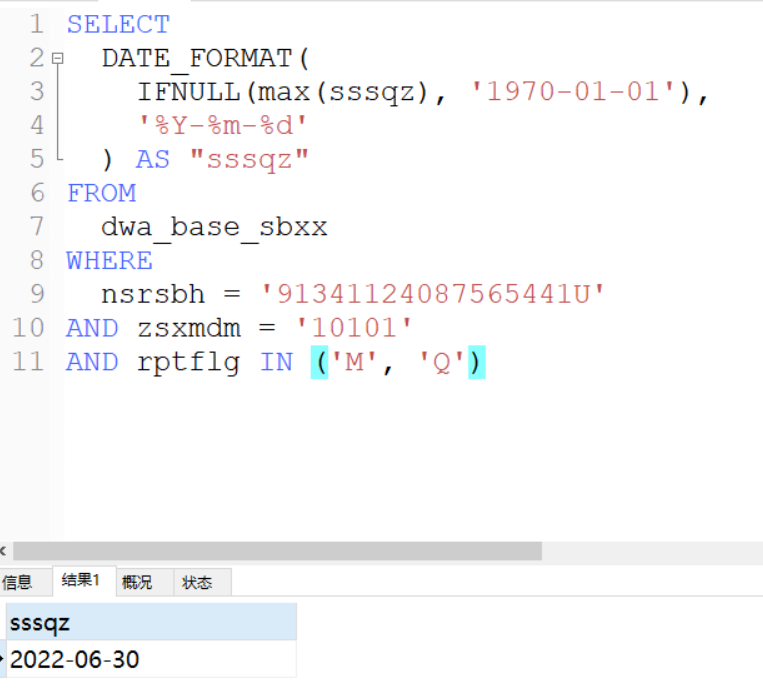 1 SELECT
2 DATE_FORMAT(
3 IFNULL(max(sssqz), '1970-01-01'),
4 '%Y-%m-%d'
5 ) AS "sssqz"
6 FROM
7 dwa_base_sbxx
8 WHERE
9 nsrsbh = '91341124087565441U'
10 AND zsxmdm = '10101'
11 AND rptflg IN ('M', 'Q')
信息 结果1 概况 状态
sssqz
2022-06-30